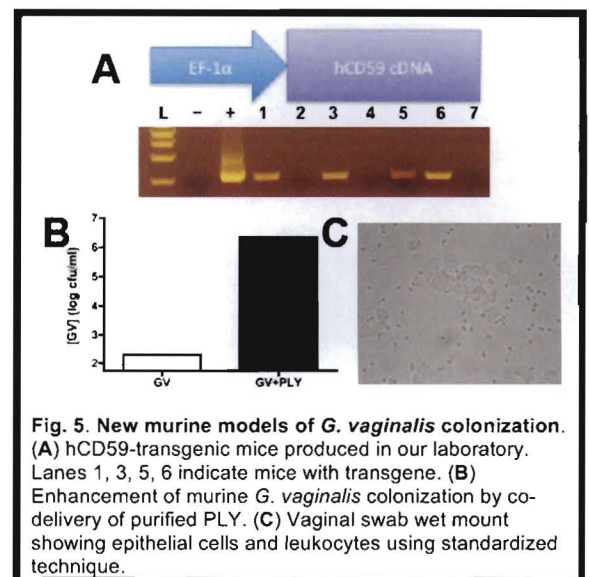 A
EF-1α
hCD59 cDNA
L – + 1 2 3 4 5 6 7
B
C
[GV] (log cfu/ml)
7
6
5
4
3
2
GV
GV+PLY
Fig. 5. New murine models of G. vaginalis colonization.
(A) hCD59-transgenic mice produced in our laboratory.
Lanes 1, 3, 5, 6 indicate mice with transgene. (B)
Enhancement of murine G. vaginalis colonization by co-
delivery of purified PLY. (C) Vaginal swab wet mount
showing epithelial cells and leukocytes using standardized
technique.